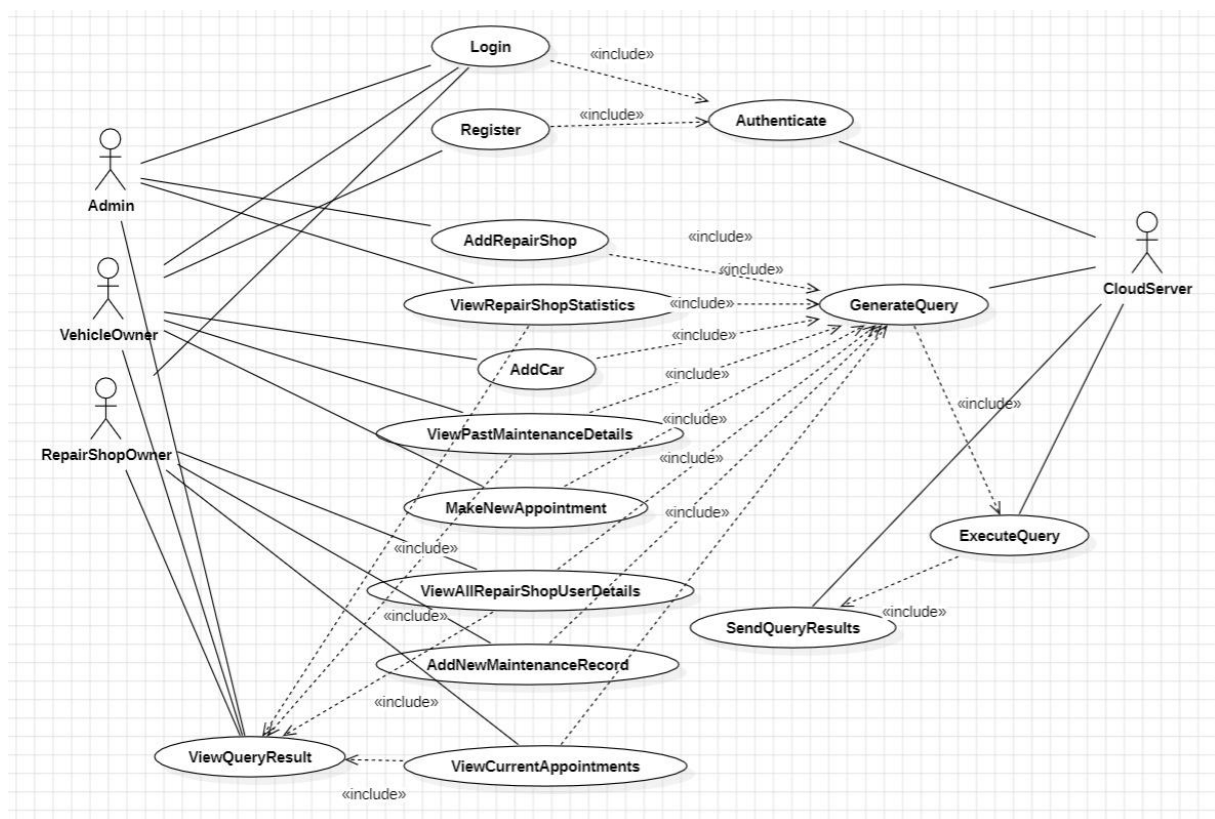 Login
«include»
Register
«include»
Authenticate
Admin
AddRepairShop
«include»
«include»
CloudServer
ViewRepairShopStatistics
«include»
GenerateQuery
VehicleOwner
«include»
AddCar
«include»
«include»
ViewPastMaintenanceDetails
RepairShopOwner
«include»
«include»
MakeNewAppointment
«include»
ExecuteQuery
«include»
ViewAllRepairShopUserDetails
«include»
«include»
SendQueryResults
AddNewMaintenanceRecord
«include»
ViewQueryResult
ViewCurrentAppointments
«include»